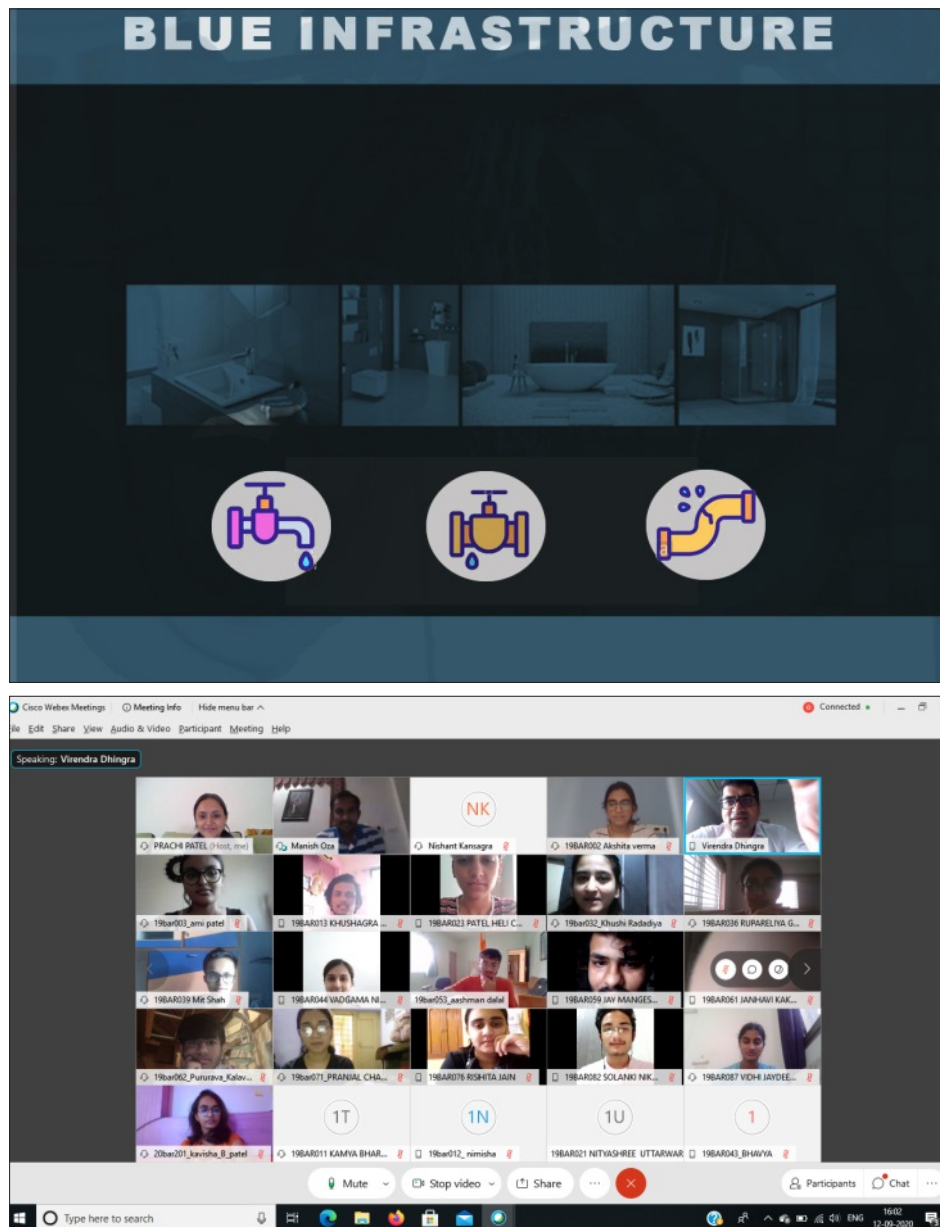 BLUE INFRASTRUCTURE
Cisco Webex Meetings Meeting Info Hide menu bar Connected
ile Edit Share View Audio & Video Participant Meeting Help
Speaking: Virendra Dhingra
NK
PRACHI PATEL (Host, me) Manish Oza Nishant Kansagra 19BAR002 Akshita verma Virendra Dhingra
19bar003_ami patel 19BAR013 KHUSHAGRA ... 19BAR023 PATEL HELI C... 19bar032_Khushi Radadiya 19BAR036 RUPARELIYA G...
19BAR039 Mit Shah 19BAR044 VADGAMA NI... 19bar053_aashman dalal 19BAR059 JAY MANGES... 19BAR061 JANHAVI KAK...
19bar062_Pururava_Kalav... 19bar071_PRANJAL CHA... 19BAR076 RISHITA JAIN 19BAR082 SOLANKI NIK... 19BAR087 VIDHI JAYDEE...
1T 1N 1U 1
20bar201_kavisha_B_patel 19BAR011 KAMYA BHAR... 19bar012_ nimisha 19BAR021 NITYASHREE UTTARWAR 19BAR043_BHAVYA
Mute Stop video Share ... Participants Chat ...
Type here to search ENG 16:02
12-09-2020